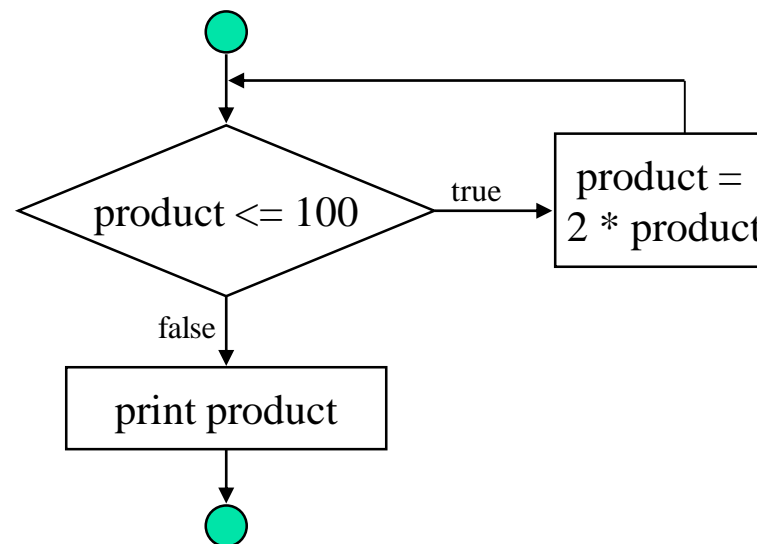 product <= 100
true
product =
2 * product
false
print product